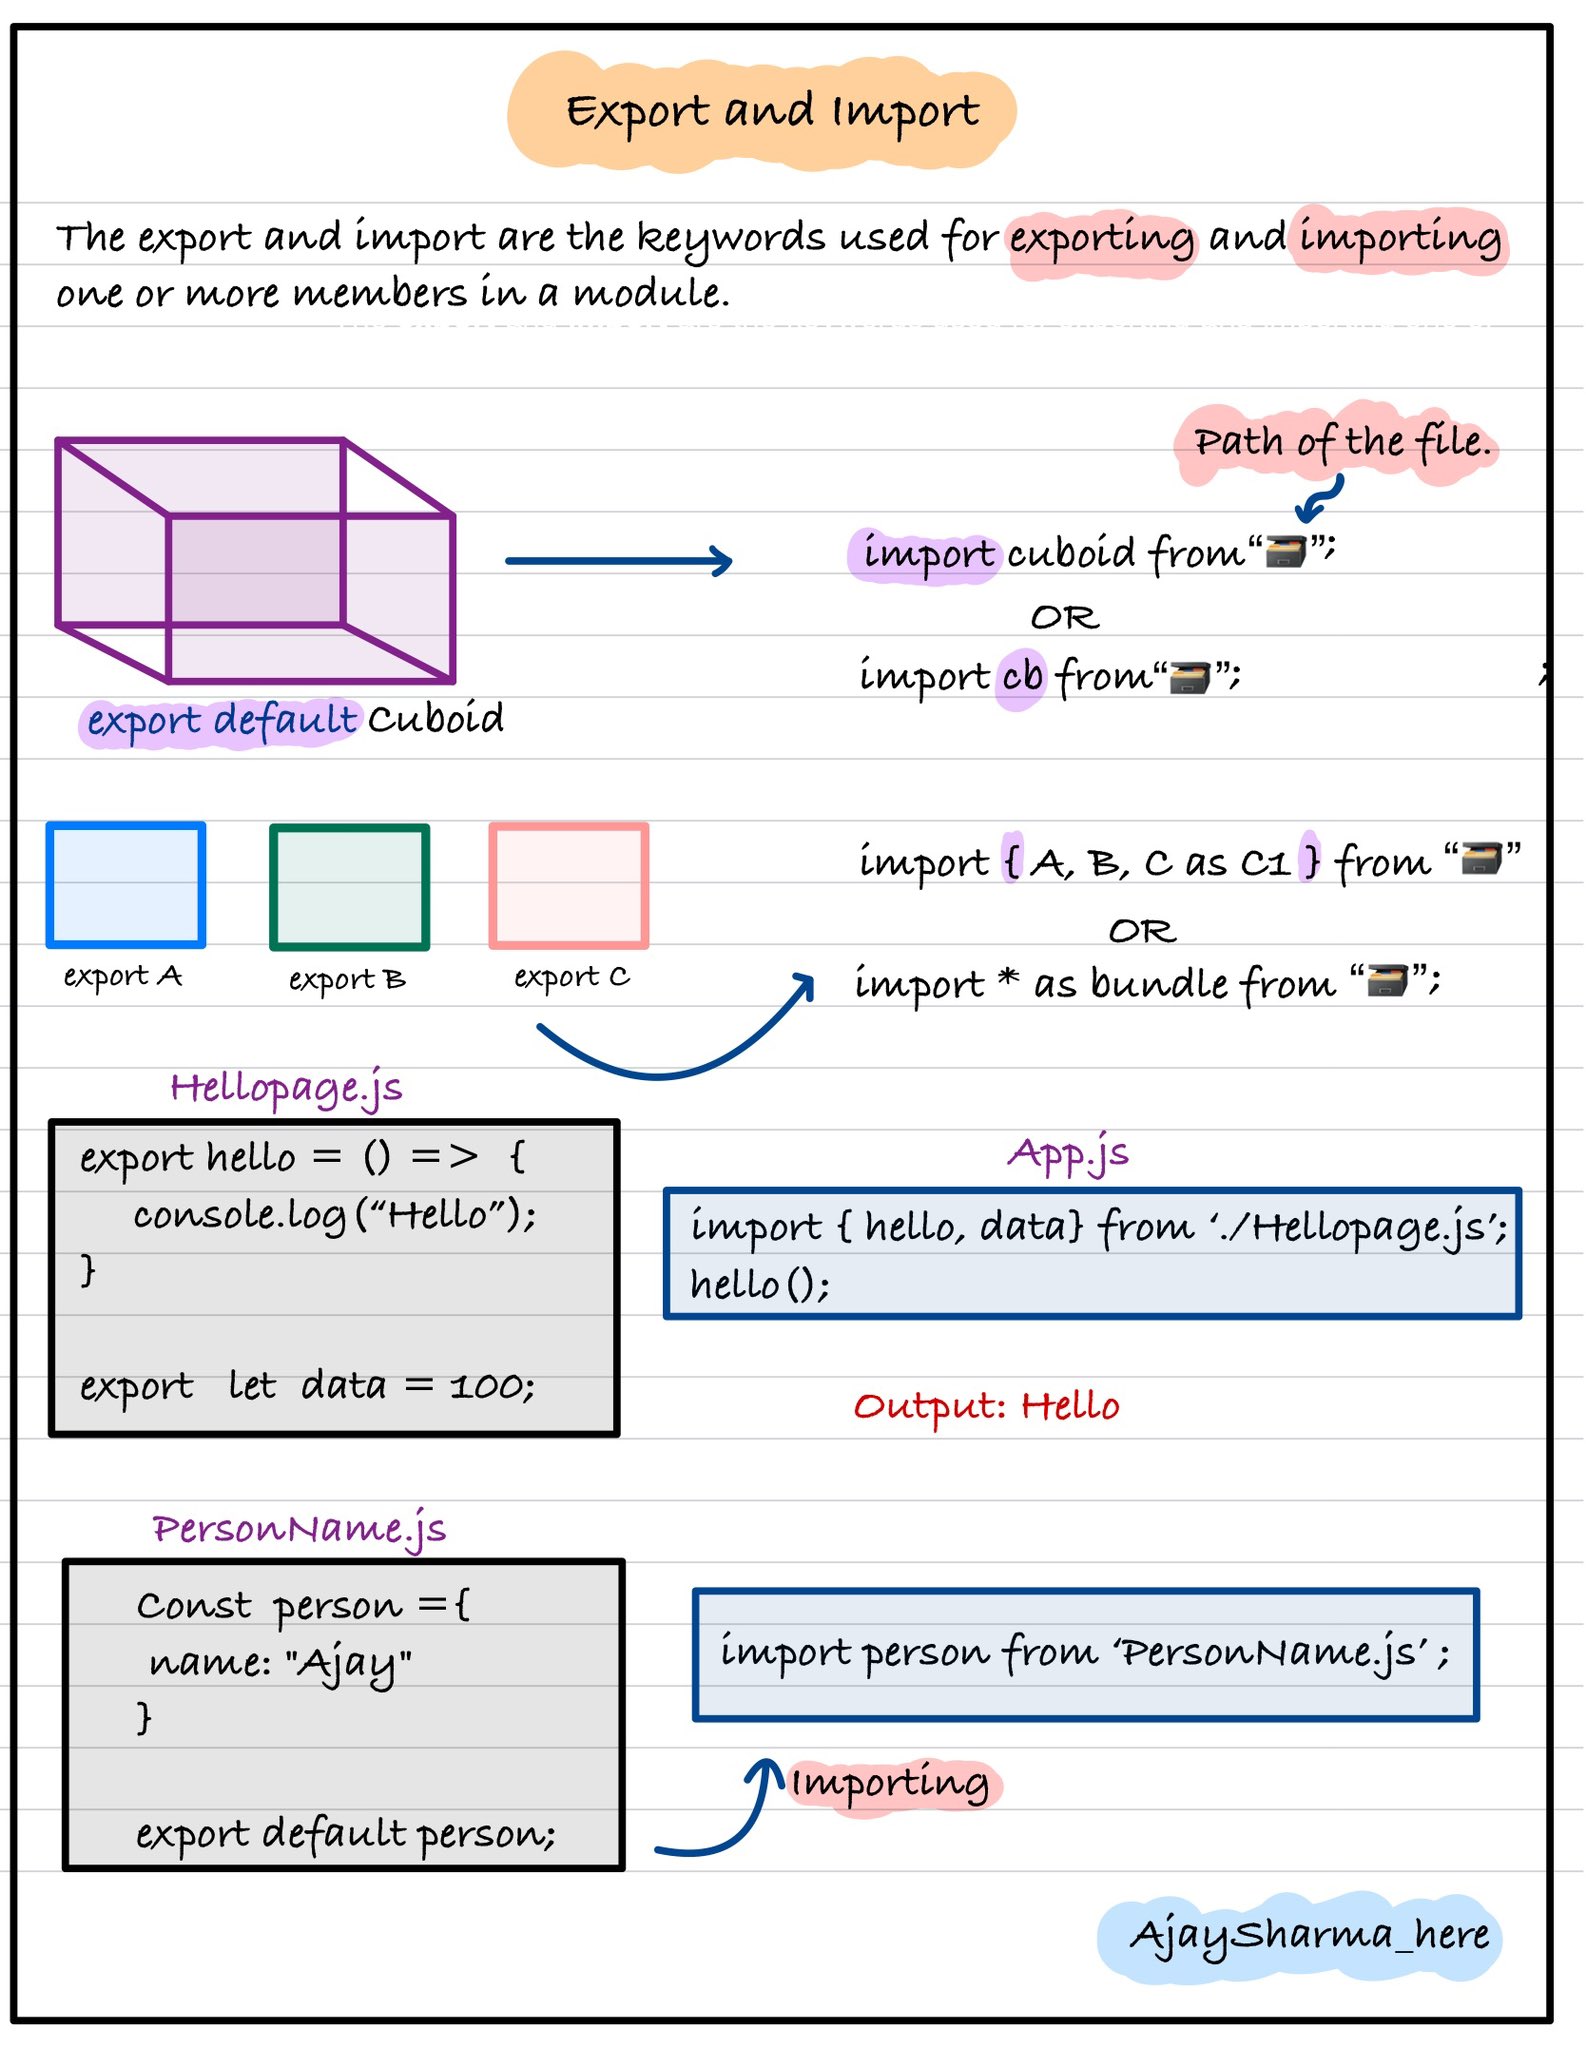 Export and Import
The export and import are the keywords used for exporting and importing
one or more members in a module.
Path of the file.
import cuboid from “🗃️”;
OR
import cb from“🗃️”;
;
export default Cuboid
import { A, B, C as C1 } from “🗃️”
OR
import * as bundle from “🗃️”;
export A
export B
export C
Hellopage.js
export hello = () => {
console.log(“Hello”);
}
export let data = 100;
App.js
import { hello, data} from ‘./Hellopage.js’;
hello();
Output: Hello
PersonName.js
Const person ={
name: "Ajay"
}
export default person;
import person from ‘PersonName.js’ ;
Importing
AjaySharma_here